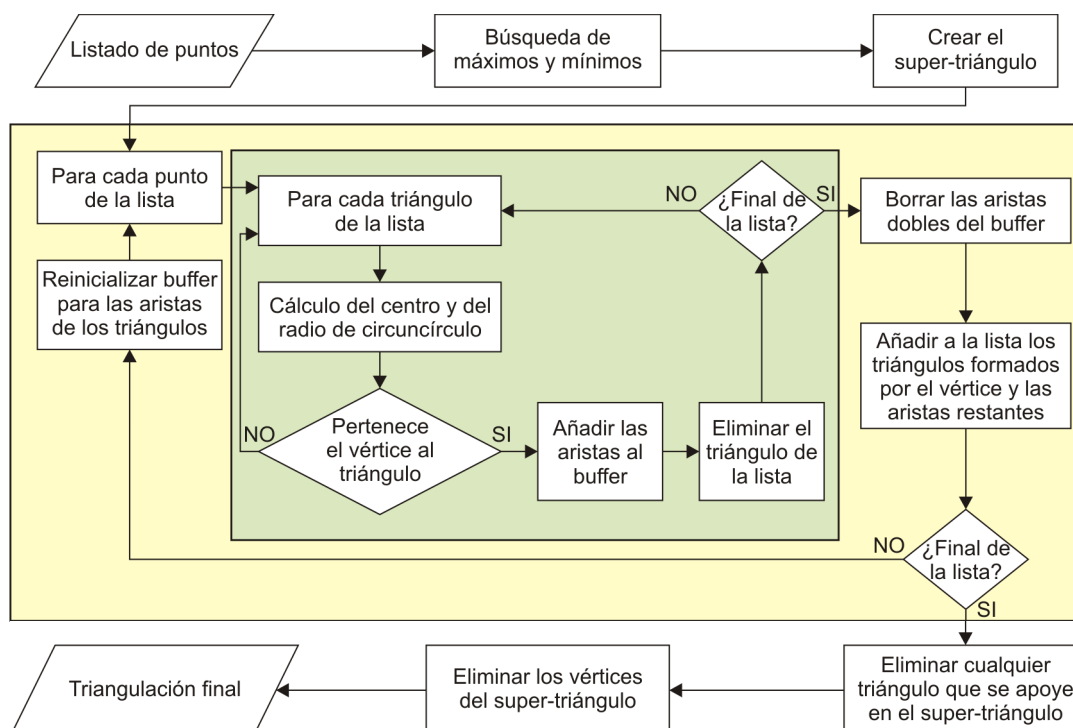 Listado de puntos
Búsqueda de
máximos y mínimos
Crear el
super-triángulo
Para cada punto
de la lista
Para cada triángulo
de la lista
NO
¿Final de
la lista?
SI
Borrar las aristas
dobles del buffer
Reinicializar buffer
para las aristas
de los triángulos
Cálculo del centro y del
radio de circuncírculo
Añadir a la lista los
triángulos formados
por el vértice y las
aristas restantes
NO
Pertenece
el vértice al
triángulo
SI
Añadir las
aristas al
buffer
Eliminar el
triángulo de
la lista
NO
¿Final de
la lista?
SI
Triangulación final
Eliminar los vértices
del super-triángulo
Eliminar cualquier
triángulo que se apoye
en el super-triángulo